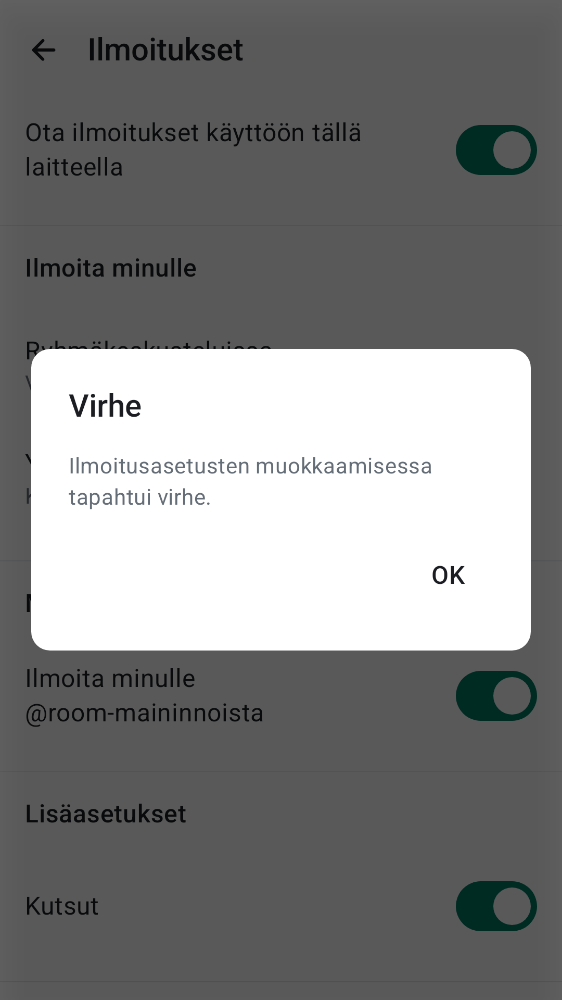 Ilmoitukset
Ota ilmoitukset käyttöön tällä
laitteella
Ilmoita minulle
Virhe
Ilmoitusasetusten muokkaamisessa
tapahtui virhe.
OK
Ilmoita minulle
@room-maininnoista
Lisäasetukset
Kutsut